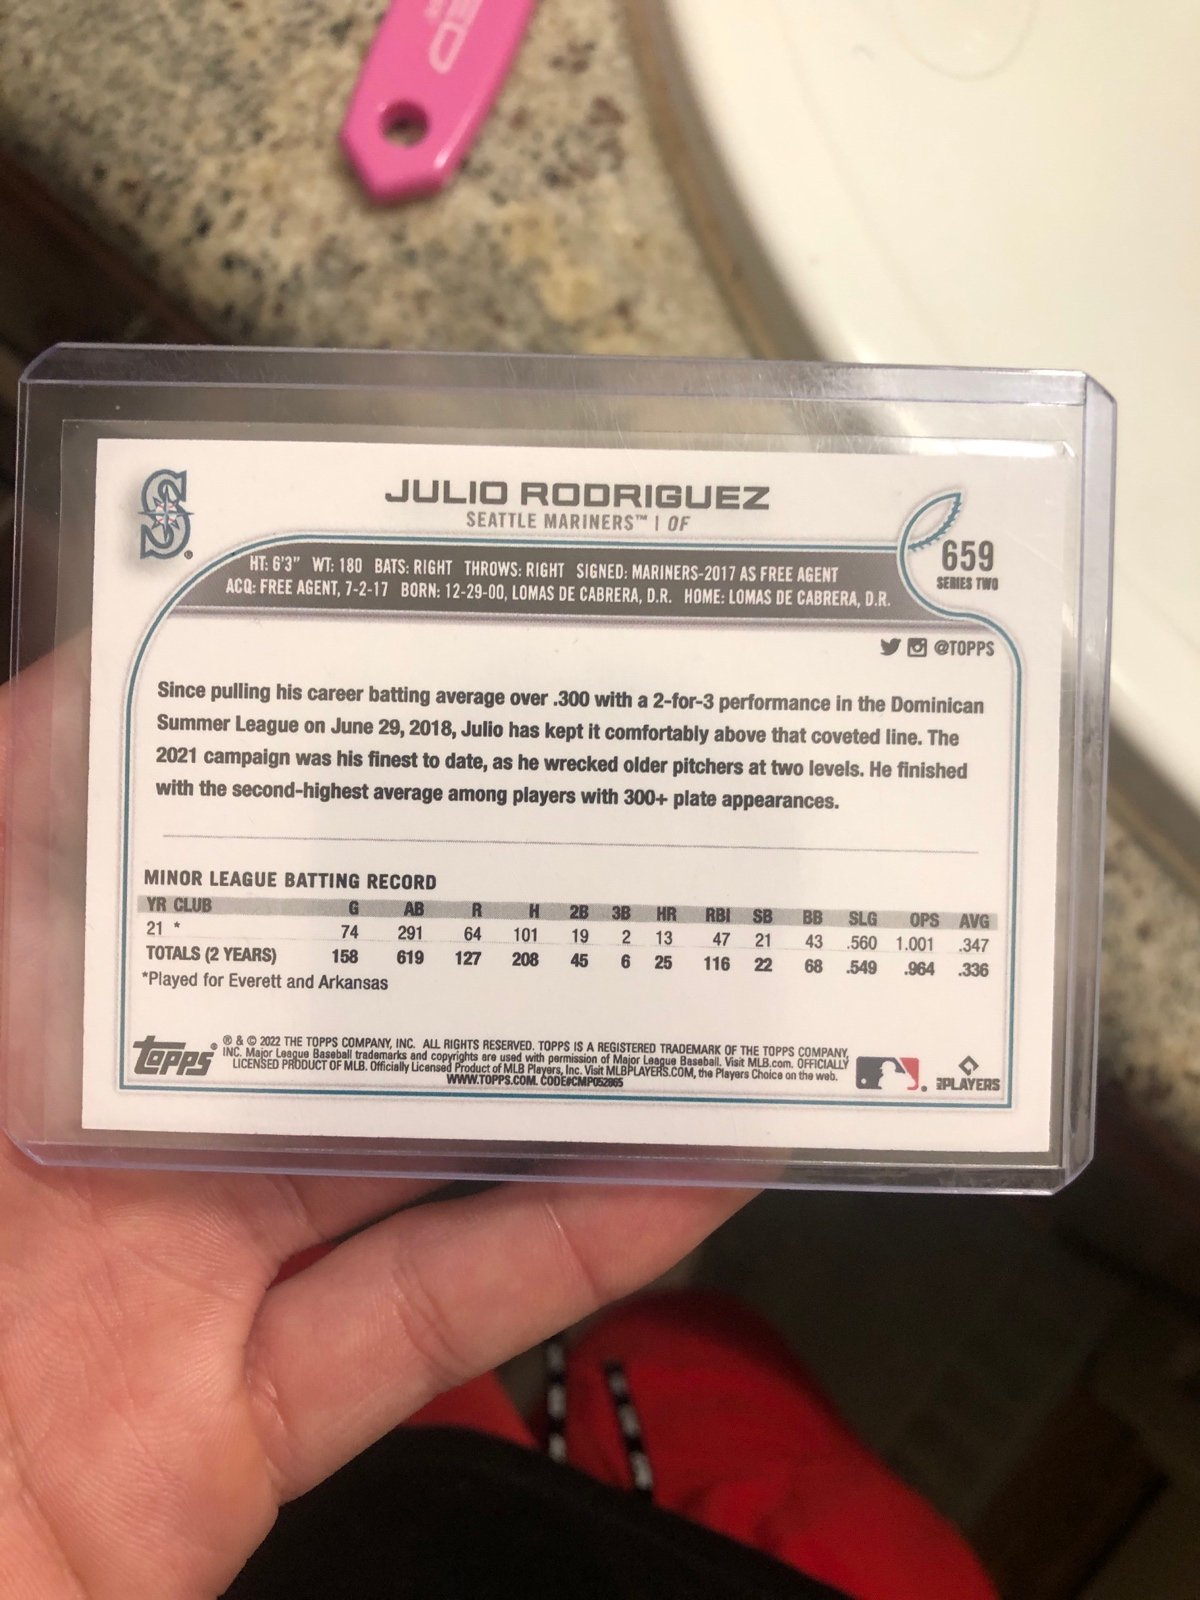 ED
JULIO RODRIGUEZ
SEATTLE MARINERS™ | OF
659
SERIES TWO
HT: 6'3" WT: 180 BATS: RIGHT THROWS: RIGHT SIGNED: MARINERS-2017 AS FREE AGENT
ACQ: FREE AGENT, 7-2-17 BORN: 12-29-00, LOMAS DE CABRERA, D.R. HOME: LOMAS DE CABRERA, D.R.
@TOPPS
Since pulling his career batting average over .300 with a 2-for-3 performance in the Dominican
Summer League on June 29, 2018, Julio has kept it comfortably above that coveted line. The
2021 campaign was his finest to date, as he wrecked older pitchers at two levels. He finished
with the second-highest average among players with 300+ plate appearances.
MINOR LEAGUE BATTING RECORD
YR CLUB G AB R H 2B 3B HR RBI SB BB SLG OPS AVG
21 * 74 291 64 101 19 2 13 47 21 43 .560 1.001 .347
TOTALS (2 YEARS) 158 619 127 208 45 6 25 116 22 68 .549 .964 .336
*Played for Everett and Arkansas
Topps®
® & © 2022 THE TOPPS COMPANY, INC. ALL RIGHTS RESERVED. TOPPS IS A REGISTERED TRADEMARK OF THE TOPPS COMPANY,
INC. Major League Baseball trademarks and copyrights are used with permission of Major League Baseball. Visit MLB.com. OFFICIALLY
LICENSED PRODUCT OF MLB. Officially Licensed Product of MLB Players, Inc. Visit MLBPLAYERS.COM, the Players Choice on the web.
WWW.TOPPS.COM. CODE#CMP052865
PLAYERS